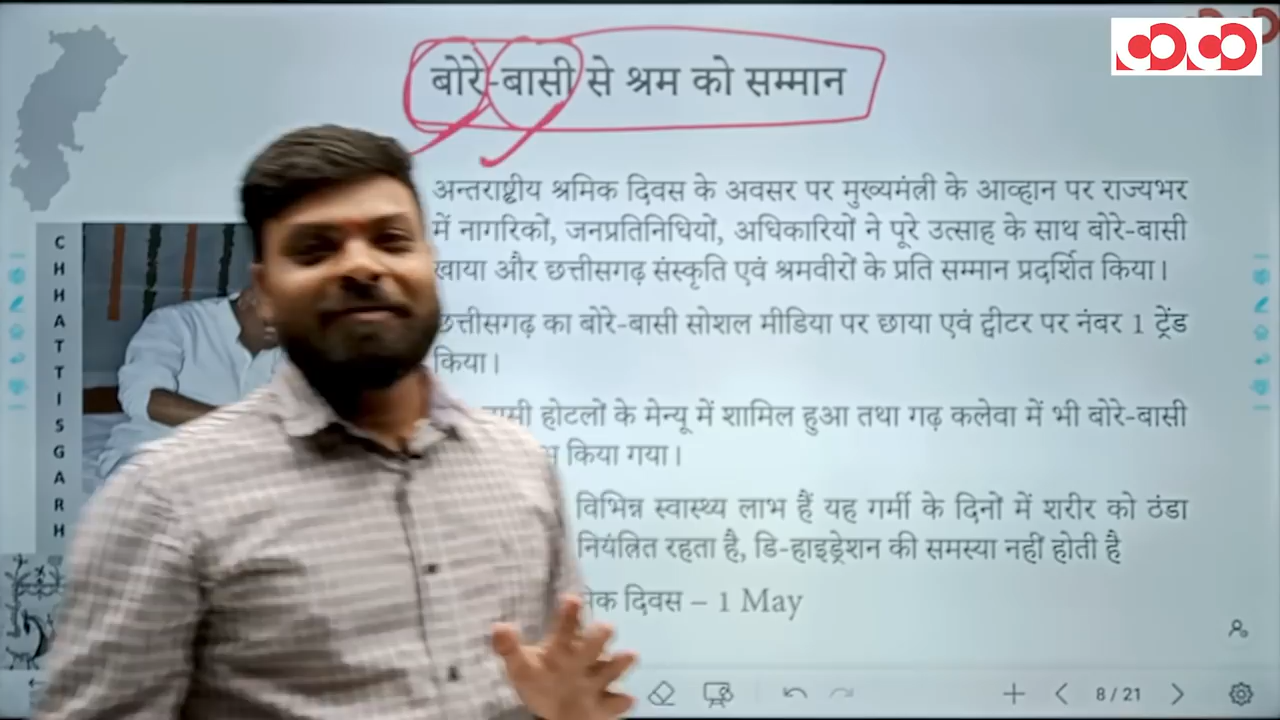 बोरे-बासी से श्रम को सम्मान
अन्तराष्ट्रीय श्रमिक दिवस के अवसर पर मुख्यमंत्री के आव्हान पर राज्यभर
में नागरिकों, जनप्रतिनिधियों, अधिकारियों ने पूरे उत्साह के साथ बोरे-बासी
खाया और छत्तीसगढ़ संस्कृति एवं श्रमवीरों के प्रति सम्मान प्रदर्शित किया।
छत्तीसगढ़ का बोरे-बासी सोशल मीडिया पर छाया एवं ट्वीटर पर नंबर 1 ट्रेंड
किया।
होटलों के मेन्यू में शामिल हुआ तथा गढ़ कलेवा में भी बोरे-बासी
किया गया।
विभिन्न स्वास्थ्य लाभ हैं यह गर्मी के दिनों में शरीर को ठंडा
नियंत्रित रहता है, डि-हाइड्रेशन की समस्या नहीं होती है
दिवस – 1 May
CHHATTISGARH
8 / 21